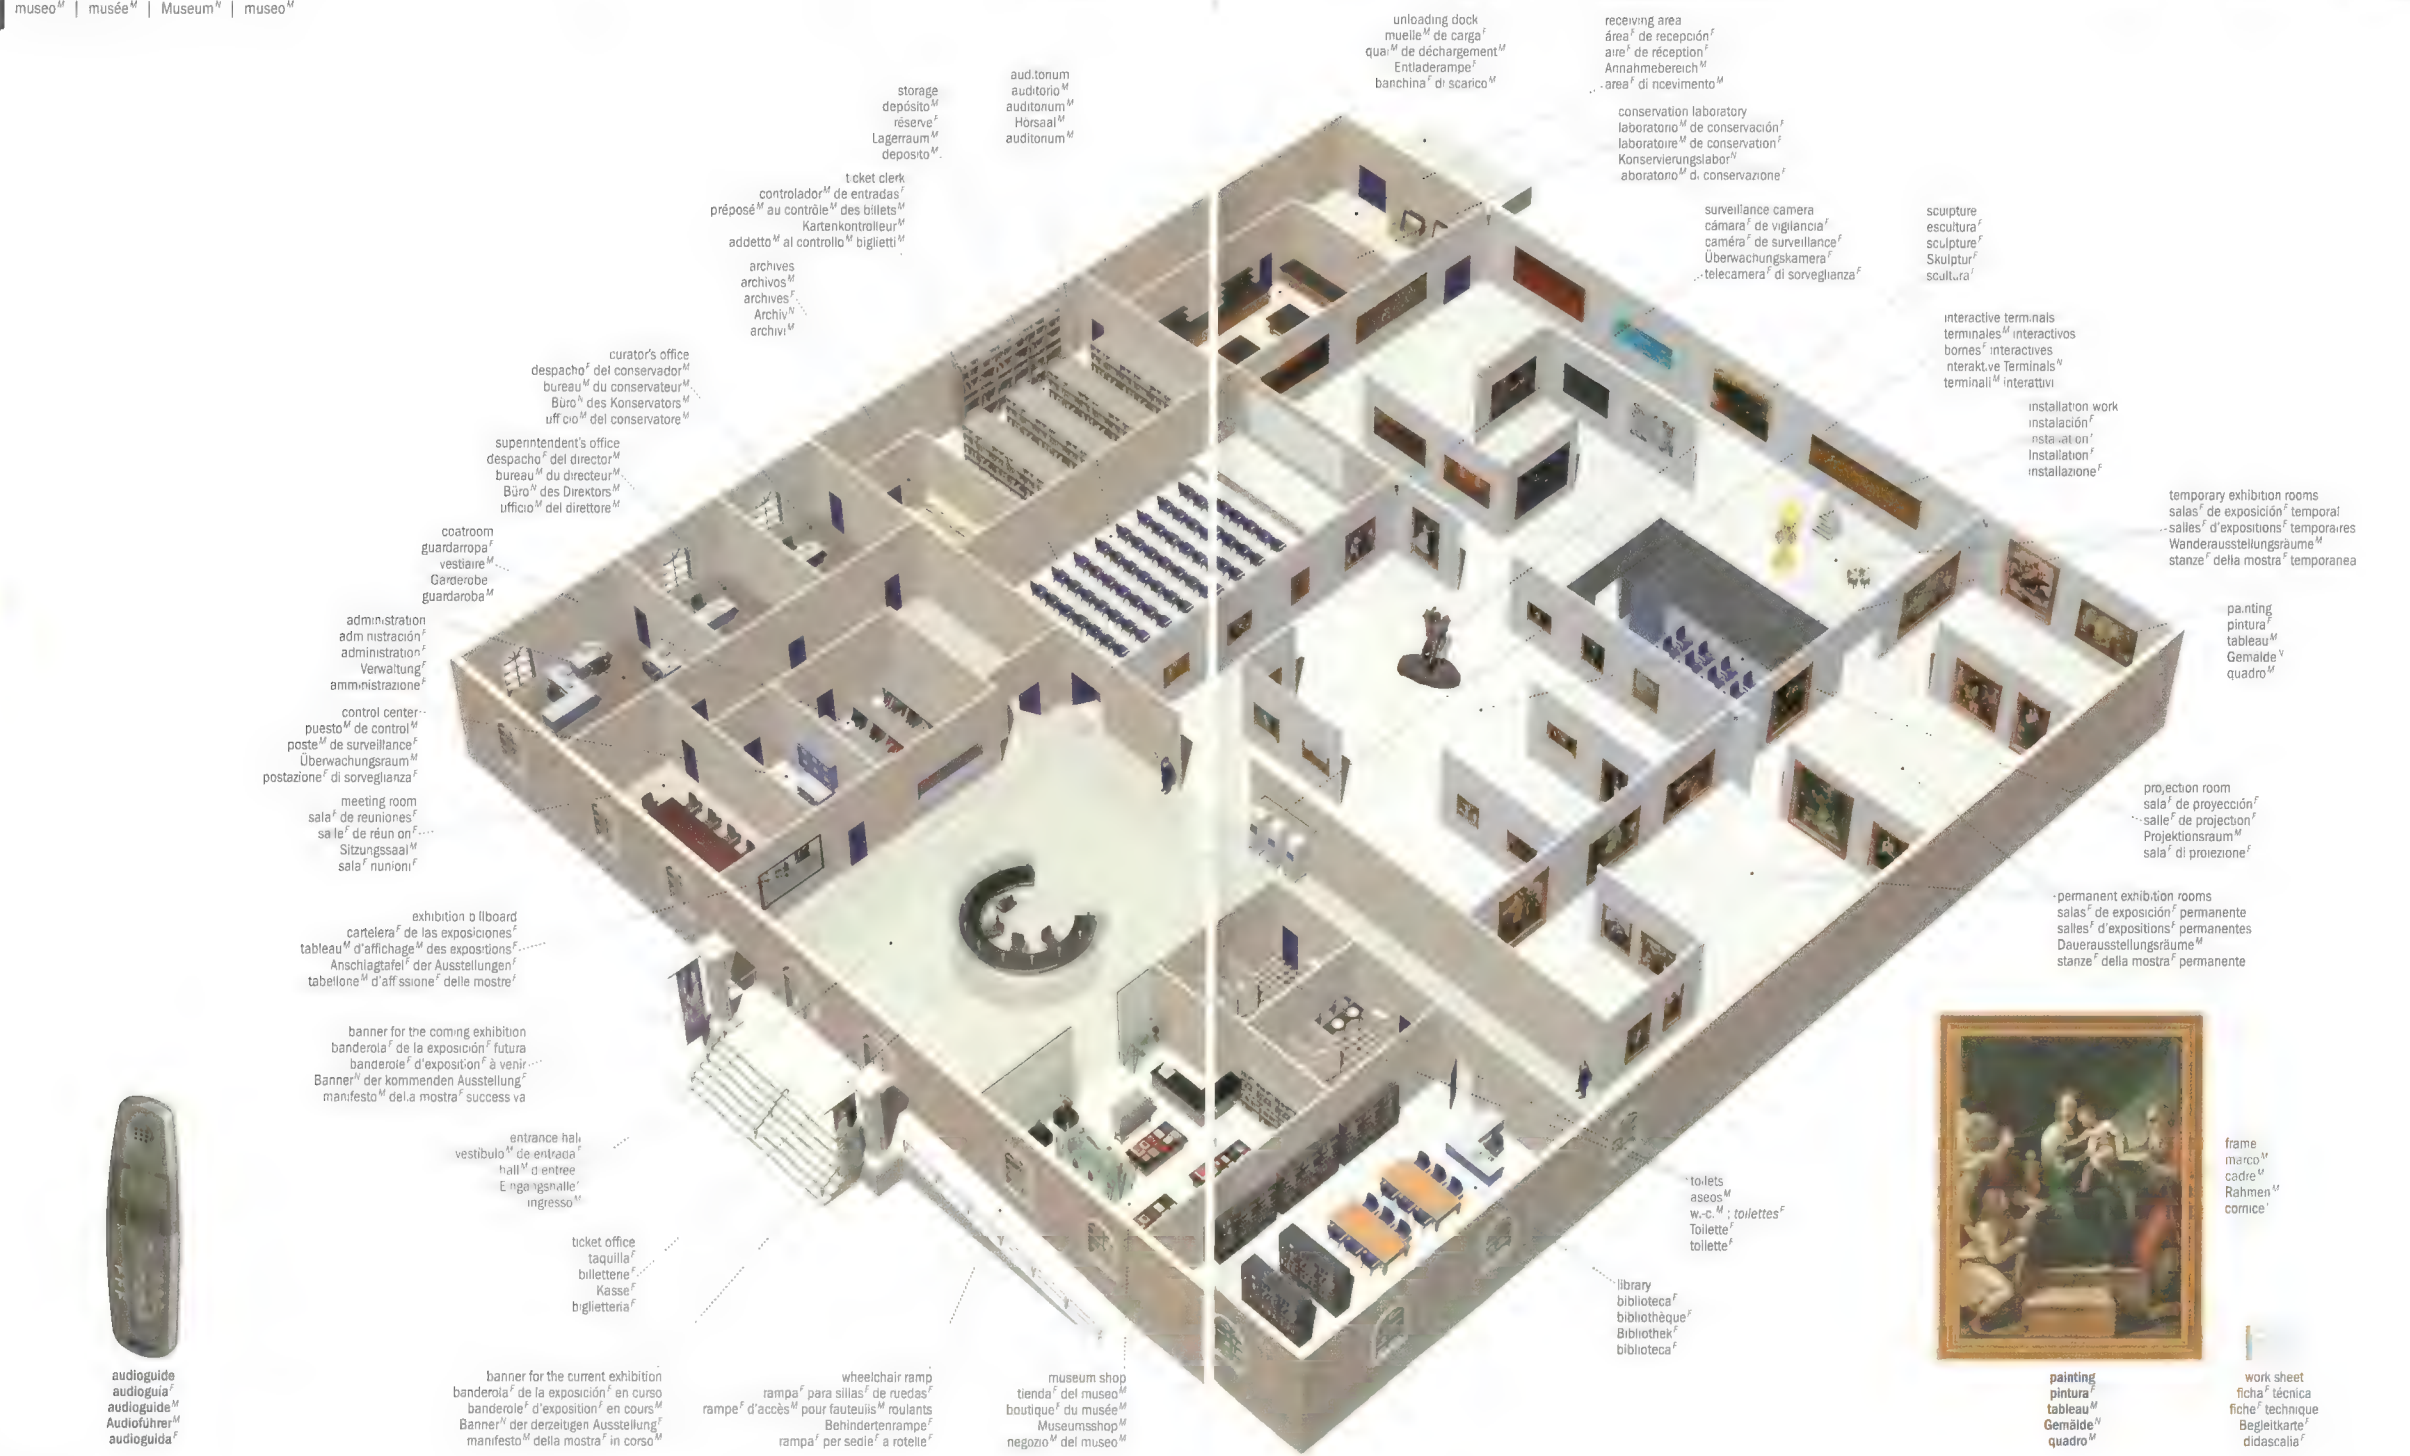 museo^M | musée^M | Museum^N | museo^M
unloading dock
muelle^M de carga^F
quai^M de déchargement^M
Entladerampe^F
banchina^F di scarico^M
receiving area
área^F de recepción^F
aire^F de réception^F
Annahmebereich^M
area^F di ricevimento^M
auditorium
auditorio^M
auditorium^M
Hörsaal^M
auditorium^M
storage
depósito^M
réserve^F
Lagerraum^M
deposito^M
conservation laboratory
laboratorio^M de conservación^F
laboratoire^M de conservation^F
Konservierungslabor^N
laboratorio^M di conservazione^F
ticket clerk
controlador^M de entradas^F
préposé^M au contrôle^M des billets^M
Kartenkontrolleur^M
addetto^M al controllo^M biglietti^M
surveillance camera
cámara^F de vigilancia^F
caméra^F de surveillance^F
Überwachungskamera^F
telecamera^F di sorveglianza^F
sculpture
escultura^F
sculpture^F
Skulptur^F
scultura^F
archives
archivos^M
archives^F
Archiv^N
archivi^M
interactive terminals
terminales^M interactivos
bornes^F interactives
interaktive Terminals^N
terminali^M interattivi
curator's office
despacho^F del conservador^M
bureau^M du conservateur^M
Büro^N des Konservators^M
ufficio^M del conservatore^M
installation work
instalación^F
installation^F
Installation^F
installazione^F
superintendent's office
despacho^F del director^M
bureau^M du directeur^M
Büro^N des Direktors^M
ufficio^M del direttore^M
temporary exhibition rooms
salas^F de exposición^F temporal
salles^F d'expositions^F temporaires
Wanderausstellungsräume^M
stanze^F della mostra^F temporanea
coatroom
guardarropa^F
vestiaire^M
Garderobe
guardaroba^M
painting
pintura^F
tableau^M
Gemälde^N
quadro^M
administration
administración^F
administration^F
Verwaltung^F
amministrazione^F
control center
puesto^M de control^M
poste^M de surveillance^F
Überwachungsraum^M
postazione^F di sorveglianza^F
projection room
sala^F de proyección^F
salle^F de projection^F
Projektionsraum^M
sala^F di proiezione^F
meeting room
sala^F de reuniones^F
salle^F de réunion^F
Sitzungssaal^M
sala^F riunioni^F
permanent exhibition rooms
salas^F de exposición^F permanente
salles^F d'expositions^F permanentes
Dauerausstellungsräume^M
stanze^F della mostra^F permanente
exhibition billboard
cartelera^F de las exposiciones^F
tableau^M d'affichage^M des expositions^F
Anschlagtafel^F der Ausstellungen^F
tabellone^M d'affissione^F delle mostre^F
banner for the coming exhibition
banderola^F de la exposición^F futura
banderole^F d'exposition^F à venir
Banner^N der kommenden Ausstellung^F
manifesto^M della mostra^F successiva
entrance hall
vestíbulo^M de entrada^F
hall^M d'entrée
Eingangshalle^F
ingresso^M
frame
marco^M
cadre^M
Rahmen^M
cornice^F
toilets
aseos^M
w.-c.^M ; toilettes^F
Toilette^F
toilette^F
ticket office
taquilla^F
billetterie^F
Kasse^F
biglietteria^F
library
biblioteca^F
bibliothèque^F
Bibliothek^F
biblioteca^F
audioguide
audioguía^F
audioguide^M
Audioführer^M
audioguida^F
banner for the current exhibition
banderola^F de la exposición^F en curso
banderole^F d'exposition^F en cours^M
Banner^N der derzeitigen Ausstellung^F
manifesto^M della mostra^F in corso^M
wheelchair ramp
rampa^F para sillas^F de ruedas^F
rampe^F d'accès^M pour fauteuils^M roulants
Behindertenrampe^F
rampa^F per sedia^F a rotelle^F
museum shop
tienda^F del museo^M
boutique^F du musée^M
Museumsshop^M
negozio^M del museo^M
painting
pintura^F
tableau^M
Gemälde^N
quadro^M
work sheet
ficha^F técnica
fiche^F technique
Begleitkarte^F
didascalia^F